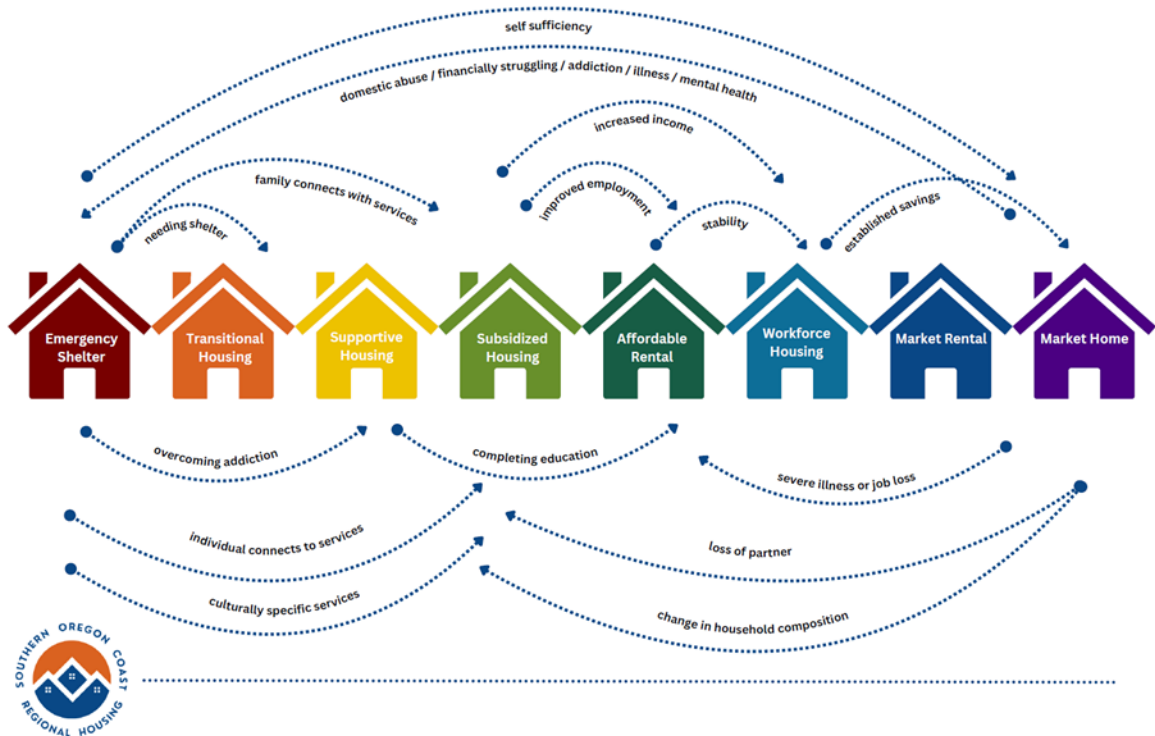 self sufficiency
domestic abuse / financially struggling / addiction / illness / mental health
increased income
family connects with services
improved employment
needing shelter
stability
established savings
Emergency
Shelter
Transitional
Housing
Supportive
Housing
Subsidized
Housing
Affordable
Rental
Workforce
Housing
Market Rental
Market Home
overcoming addiction
completing education
severe illness or job loss
individual connects to services
loss of partner
culturally specific services
change in household composition
SOUTHERN OREGON COAST
REGIONAL HOUSING